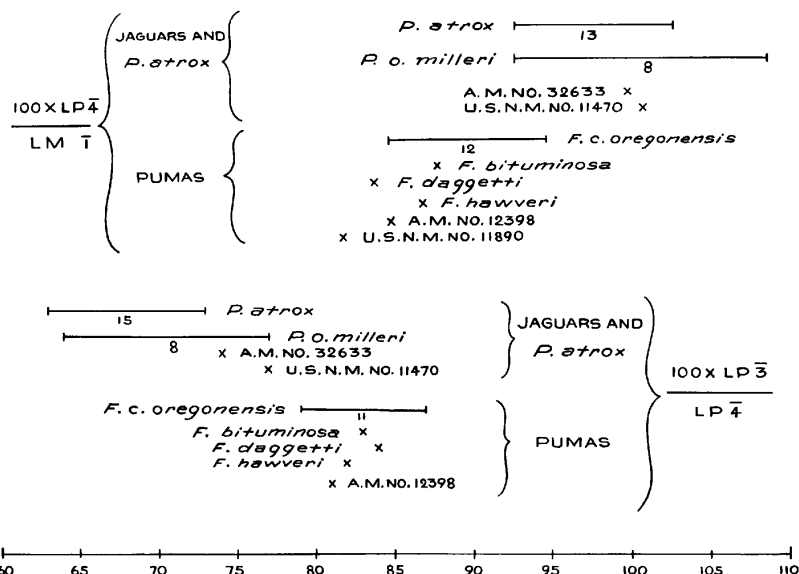 P. atrox
13
P. o. milleri
8
A.M. NO. 32633 x
U.S.N.M. NO. 11470 x
JAGUARS AND
P. atrox
100 X LP4̅
LM 1̅
PUMAS
F. c. oregonensis
12
x F. bituminosa
x F. daggetti
x F. hawveri
x A.M. NO. 12398
x U.S.N.M. NO. 11890
P. atrox
15
P. o. milleri
8
x A.M. NO. 32633
x U.S.N.M. NO. 11470
JAGUARS AND
P. atrox
100 X LP3̅
LP4̅
F. c. oregonensis
11
F. bituminosa x
F. daggetti x
F. hawveri x
x A.M. NO. 12398
PUMAS
60 65 70 75 80 85 90 95 100 105 110